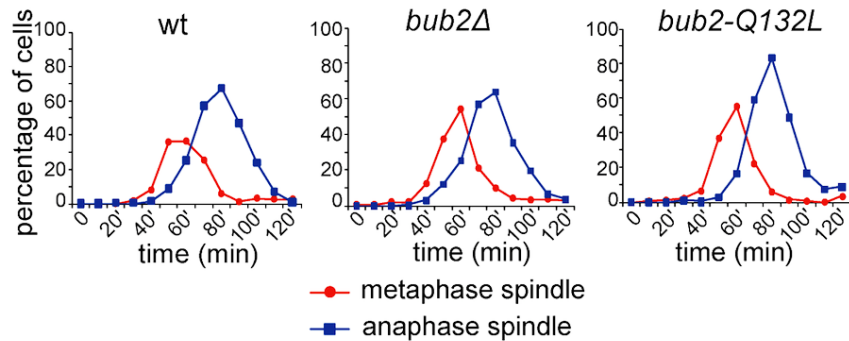 wt
bub2Δ
bub2-Q132L
percentage of cells
100
80
60
40
20
0
100
80
60
40
20
0
100
80
60
40
20
0
0 20' 40' 60' 80' 100' 120'
0 20' 40' 60' 80' 100' 120'
0 20' 40' 60' 80' 100' 120'
time (min)
time (min)
time (min)
metaphase spindle
anaphase spindle